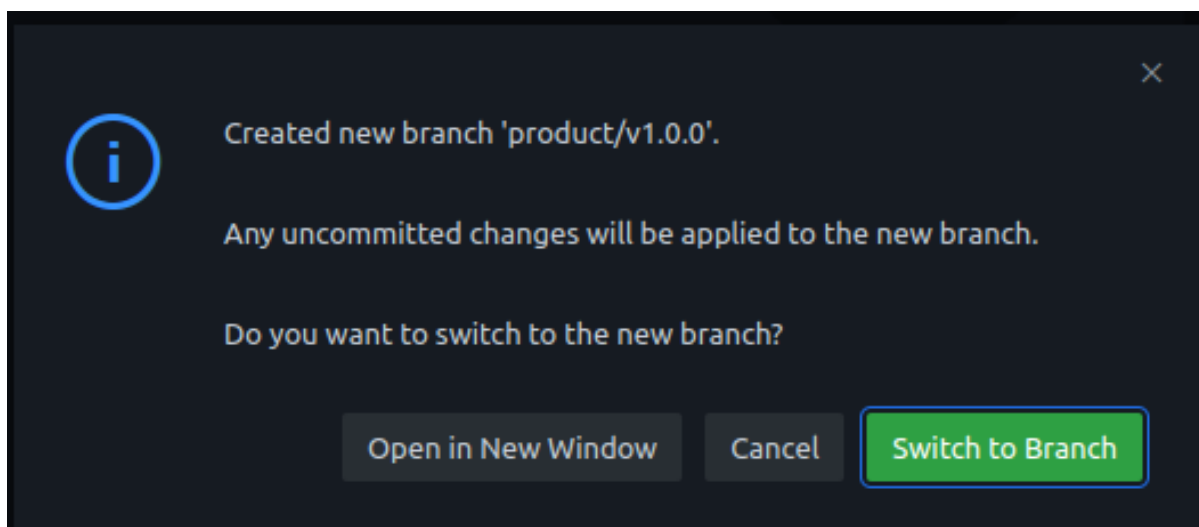 Created new branch 'product/v1.0.0'.
Any uncommitted changes will be applied to the new branch.
Do you want to switch to the new branch?
Open in New Window
Cancel
Switch to Branch